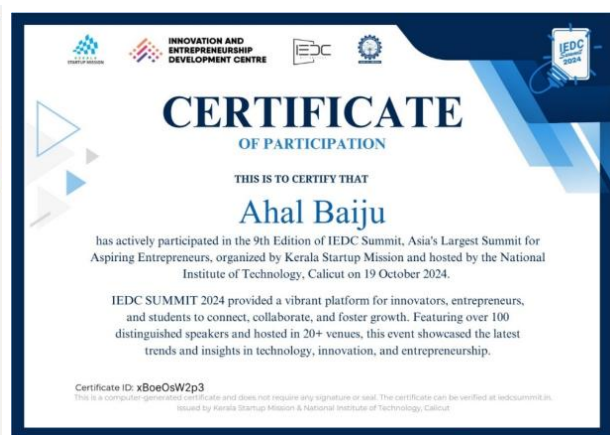 KERALA
STARTUP MISSION
INNOVATION AND
ENTREPRENEURSHIP
DEVELOPMENT CENTRE
IEDC
IEDC
Summit
2024
CERTIFICATE
OF PARTICIPATION
THIS IS TO CERTIFY THAT
Ahal Baiju
has actively participated in the 9th Edition of IEDC Summit, Asia's Largest Summit for
Aspiring Entrepreneurs, organized by Kerala Startup Mission and hosted by the National
Institute of Technology, Calicut on 19 October 2024.
IEDC SUMMIT 2024 provided a vibrant platform for innovators, entrepreneurs,
and students to connect, collaborate, and foster growth. Featuring over 100
distinguished speakers and hosted in 20+ venues, this event showcased the latest
trends and insights in technology, innovation, and entrepreneurship.
Certificate ID: xBoeOsW2p3
This is a computer-generated certificate and does not require any signature or seal. The certificate can be verified at iedcsummit.in.
Issued by Kerala Startup Mission & National Institute of Technology, Calicut